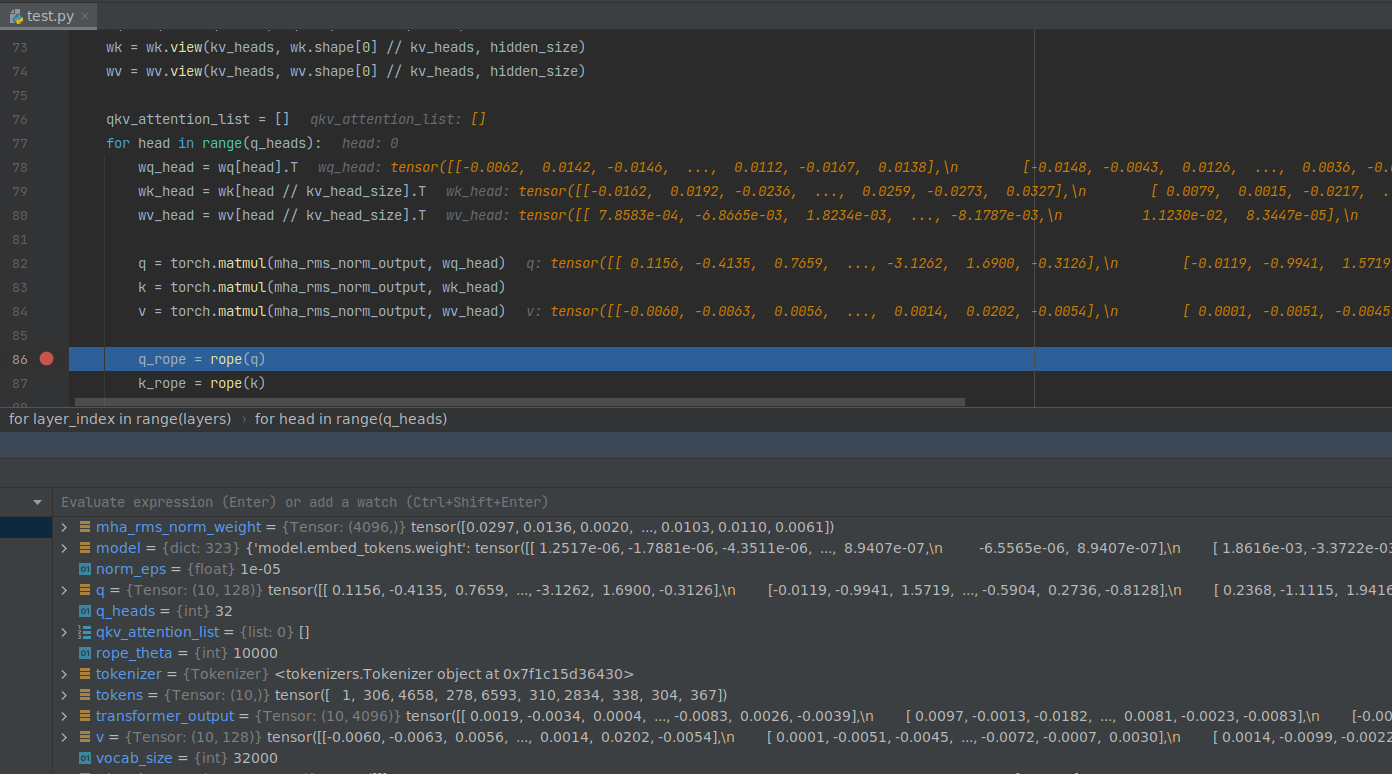 test.py
73 wk = wk.view(kv_heads, wk.shape[0] // kv_heads, hidden_size)
74 wv = wv.view(kv_heads, wv.shape[0] // kv_heads, hidden_size)
75
76 qkv_attention_list = [] qkv_attention_list: []
77 for head in range(q_heads): head: 0
78 wq_head = wq[head].T wq_head: tensor([[-0.0062, 0.0142, -0.0146, ..., 0.0112, -0.0167, 0.0138],\n [-0.0148, -0.0043, 0.0126, ..., 0.0036,
79 wk_head = wk[head // kv_head_size].T wk_head: tensor([[-0.0162, 0.0192, -0.0236, ..., 0.0259, -0.0273, 0.0327],\n [ 0.0079, 0.0015, -0.0217,
80 wv_head = wv[head // kv_head_size].T wv_head: tensor([[ 7.8583e-04, -6.8665e-03, 1.8234e-03, ..., -8.1787e-03,\n 1.1230e-02, 8.3447e-05],\n
81
82 q = torch.matmul(mha_rms_norm_output, wq_head) q: tensor([[ 0.1156, -0.4135, 0.7659, ..., -3.1262, 1.6900, -0.3126],\n [-0.0119, -0.9941, 1.5719
83 k = torch.matmul(mha_rms_norm_output, wk_head)
84 v = torch.matmul(mha_rms_norm_output, wv_head) v: tensor([[-0.0060, -0.0063, 0.0056, ..., 0.0014, 0.0202, -0.0054],\n [ 0.0001, -0.0051, -0.0045,
85
86 q_rope = rope(q)
87 k_rope = rope(k)
for layer_index in range(layers) › for head in range(q_heads)
Evaluate expression (Enter) or add a watch (Ctrl+Shift+Enter)
mha_rms_norm_weight = {Tensor: (4096,)} tensor([0.0297, 0.0136, 0.0020, ..., 0.0103, 0.0110, 0.0061])
model = {dict: 323} {'model.embed_tokens.weight': tensor([[ 1.2517e-06, -1.7881e-06, -4.3511e-06, ..., 8.9407e-07,\n -6.5565e-06, 8.9407e-07],\n [ 1.8616e-03, -3.3722e-03
norm_eps = {float} 1e-05
q = {Tensor: (10, 128)} tensor([[ 0.1156, -0.4135, 0.7659, ..., -3.1262, 1.6900, -0.3126],\n [-0.0119, -0.9941, 1.5719, ..., -0.5904, 0.2736, -0.8128],\n [ 0.2368, -1.1115, 1.9416
q_heads = {int} 32
qkv_attention_list = {list: 0} []
rope_theta = {int} 10000
tokenizer = {Tokenizer} <tokenizers.Tokenizer object at 0x7f1c15d36430>
tokens = {Tensor: (10,)} tensor([ 1, 306, 4658, 278, 6593, 310, 2834, 338, 304, 367])
transformer_output = {Tensor: (10, 4096)} tensor([[ 0.0019, -0.0034, 0.0004, ..., -0.0083, 0.0026, -0.0039],\n [ 0.0097, -0.0013, -0.0182, ..., 0.0081, -0.0023, -0.0083],\n
v = {Tensor: (10, 128)} tensor([[-0.0060, -0.0063, 0.0056, ..., 0.0014, 0.0202, -0.0054],\n [ 0.0001, -0.0051, -0.0045, ..., -0.0072, -0.0007, 0.0030],\n [ 0.0014, -0.0099, -0.0022
vocab_size = {int} 32000